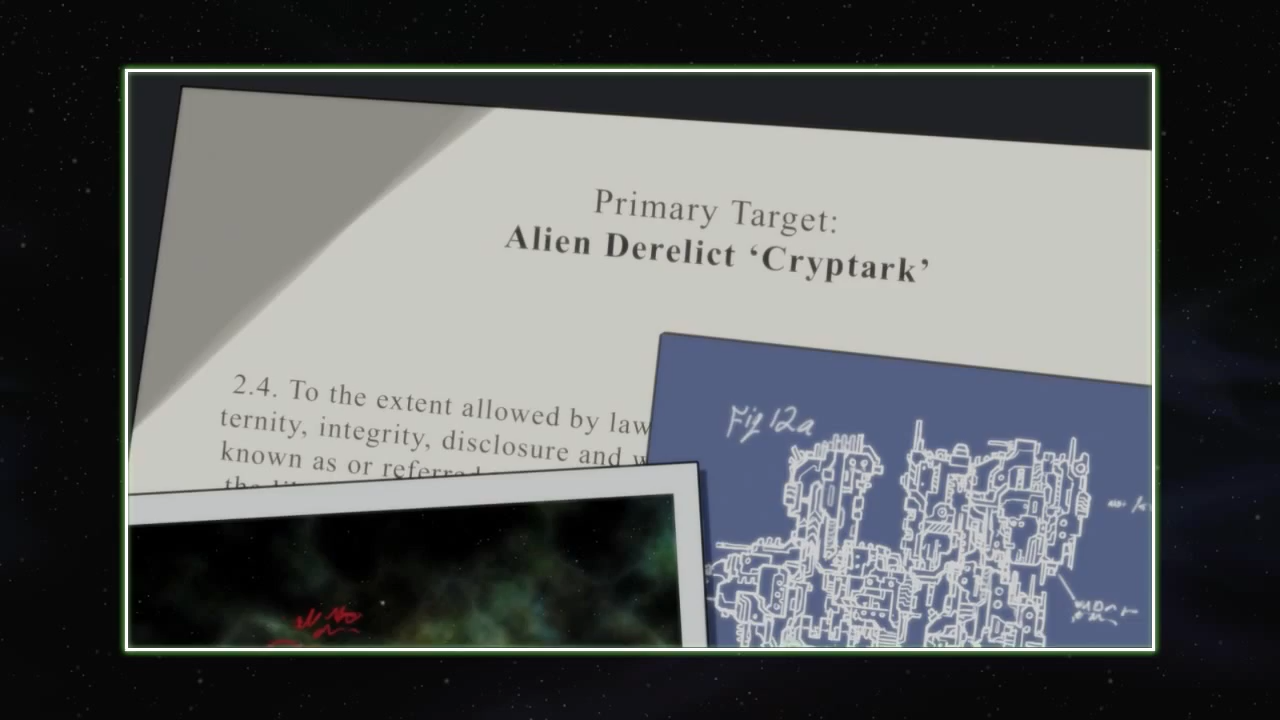 Primary Target:
Alien Derelict ‘Cryptark’
2.4. To the extent allowed by law
ternity, integrity, disclosure and w
known as or referred
Fig 12a